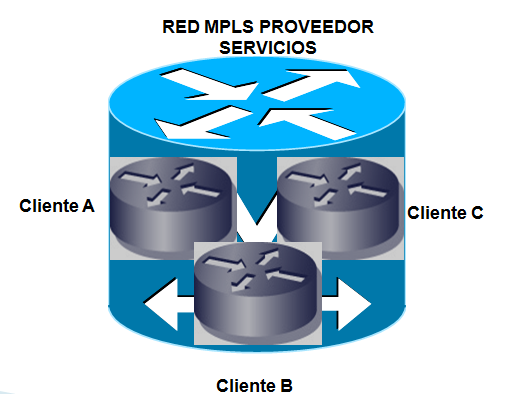 RED MPLS PROVEEDOR
SERVICIOS
Cliente A
Cliente C
Cliente B